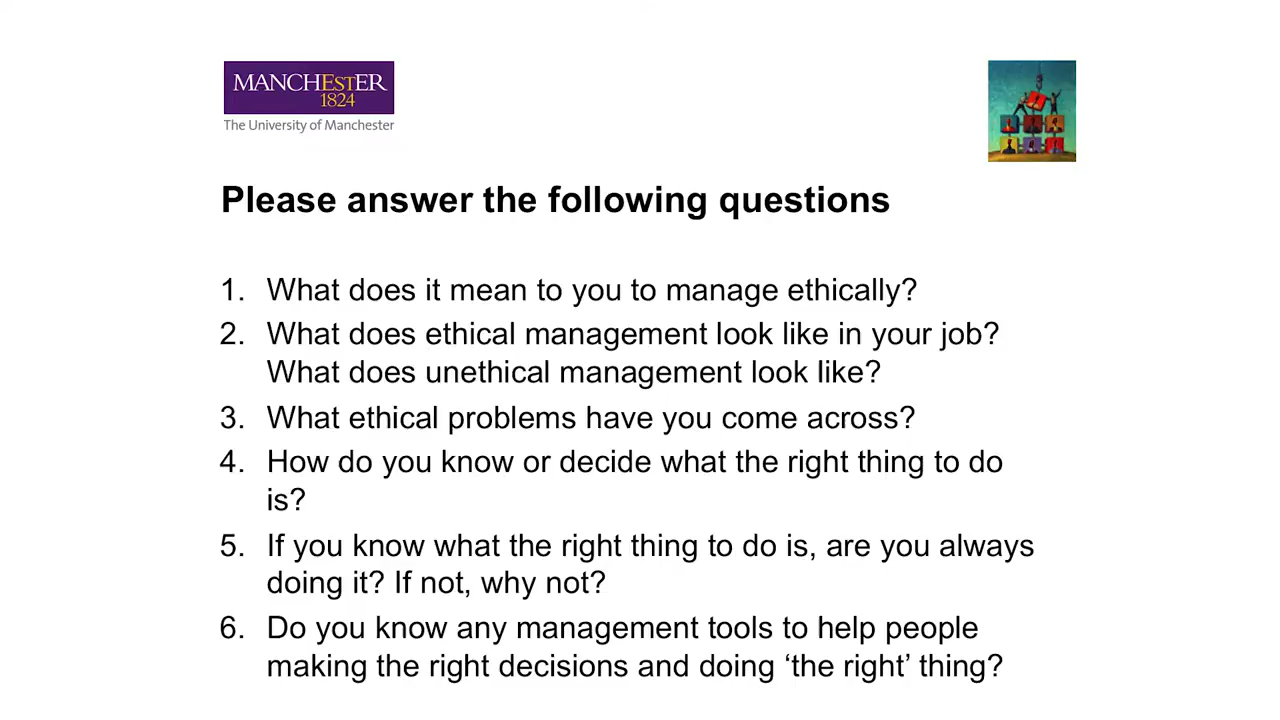 MANCHESTER
1824
The University of Manchester
Please answer the following questions
1. What does it mean to you to manage ethically?
2. What does ethical management look like in your job?
What does unethical management look like?
3. What ethical problems have you come across?
4. How do you know or decide what the right thing to do
is?
5. If you know what the right thing to do is, are you always
doing it? If not, why not?
6. Do you know any management tools to help people
making the right decisions and doing ‘the right’ thing?